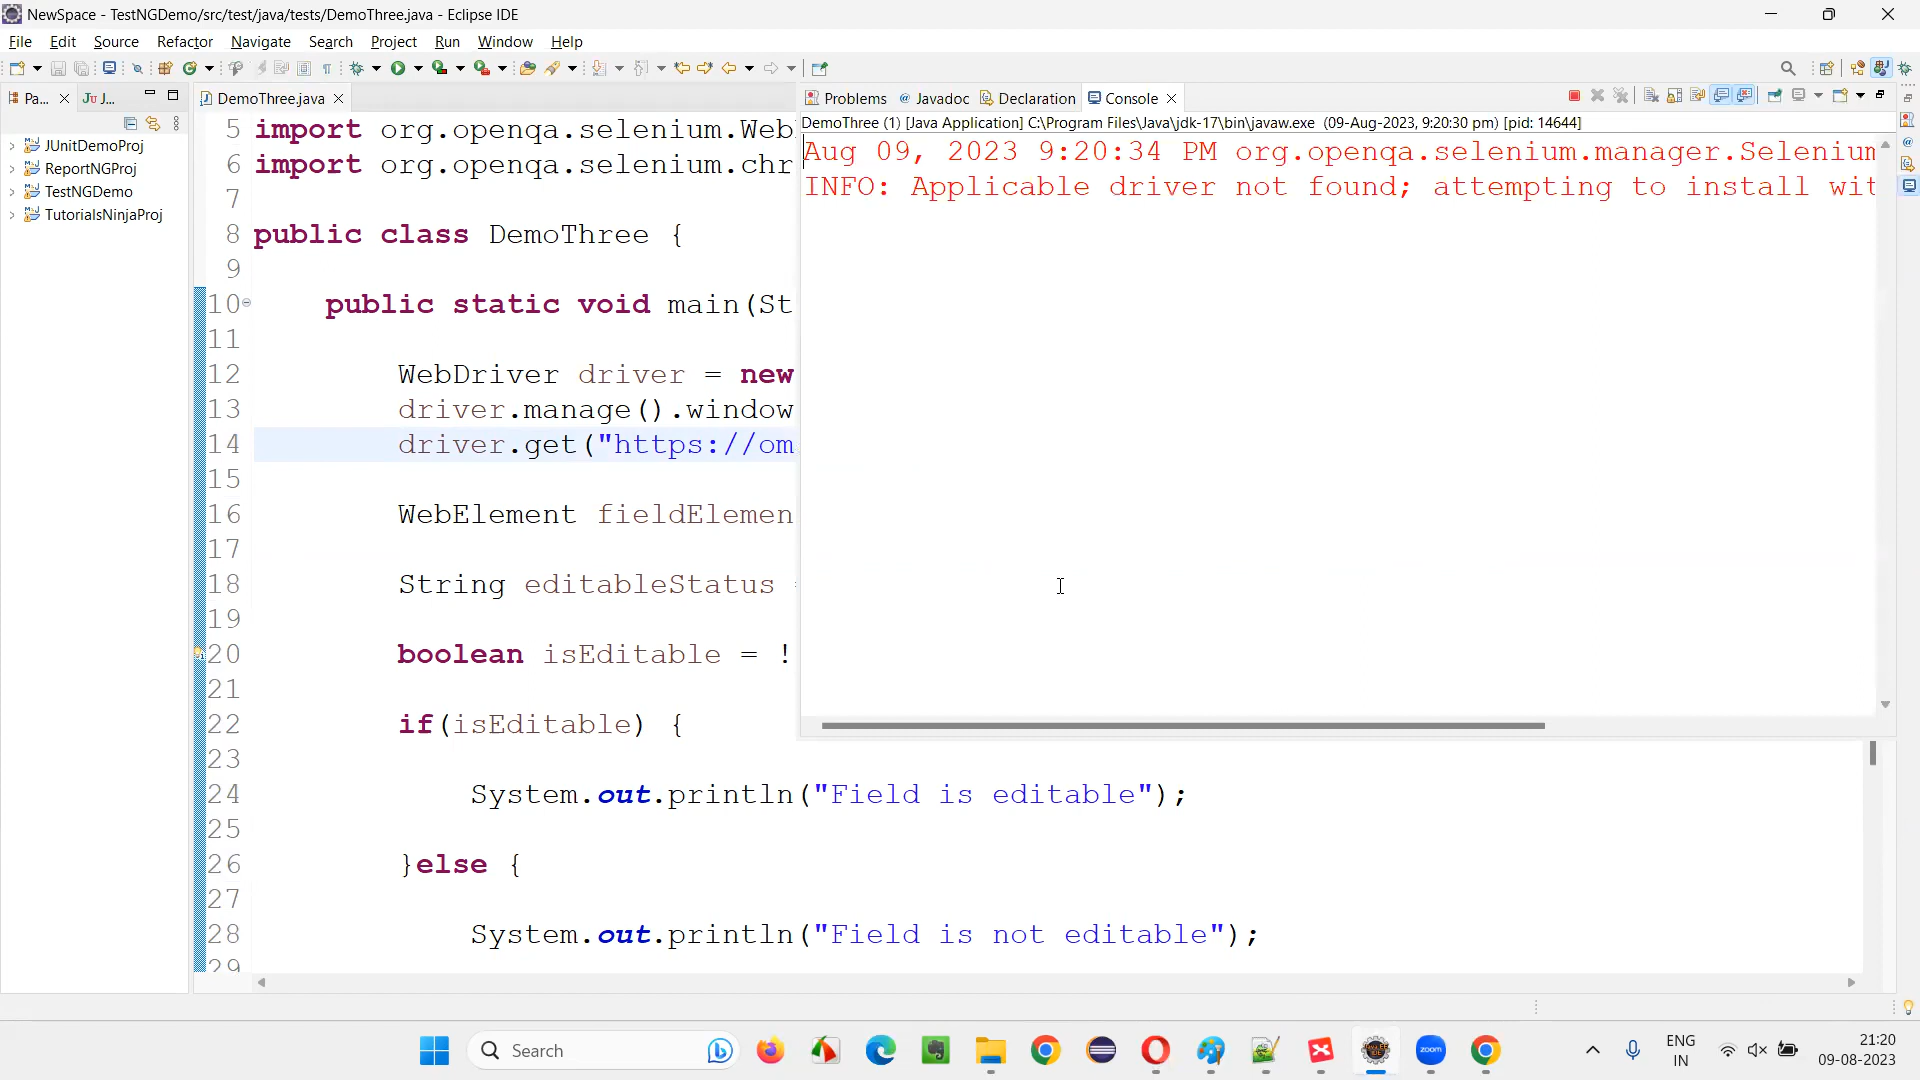 NewSpace - TestNGDemo/src/test/java/tests/DemoThree.java - Eclipse IDE
File Edit Source Refactor Navigate Search Project Run Window Help
Pa... J... DemoThree.java Problems Javadoc Declaration Console
DemoThree (1) [Java Application] C:\Program Files\Java\jdk-17\bin\javaw.exe (09-Aug-2023, 9:20:30 pm) [pid: 14644]
JUnitDemoProj
ReportNGProj
TestNGDemo
TutorialsNinjaProj
Aug 09, 2023 9:20:34 PM org.openqa.selenium.manager.Selenium
INFO: Applicable driver not found; attempting to install wit
5 import org.openqa.selenium.Web
6 import org.openqa.selenium.chr
7
8 public class DemoThree {
9
10 public static void main(St
11
12 WebDriver driver = new
13 driver.manage().window
14 driver.get("https://om
15
16 WebElement fieldElemen
17
18 String editableStatus =
19
20 boolean isEditable = !
21
22 if(isEditable) {
23
24 System.out.println("Field is editable");
25
26 }else {
27
28 System.out.println("Field is not editable");
29
Search
zoom
ENG
IN
21:20
09-08-2023